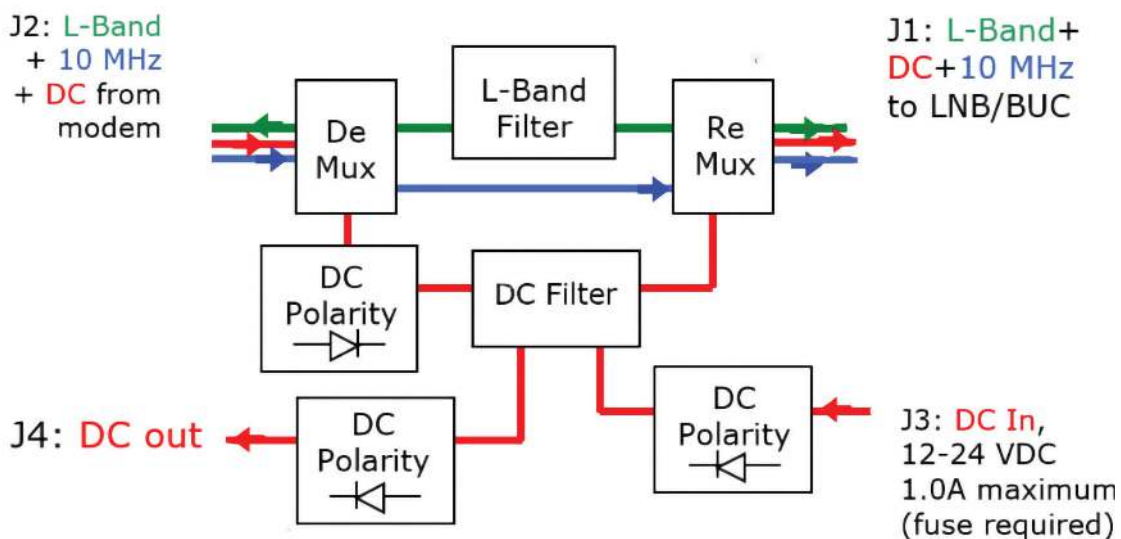 J2: L-Band
+ 10 MHz
+ DC from
modem
De
Mux
L-Band
Filter
Re
Mux
J1: L-Band+
DC+10 MHz
to LNB/BUC
DC
Polarity
DC Filter
DC
Polarity
J4: DC out
DC
Polarity
J3: DC In,
12-24 VDC
1.0A maximum
(fuse required)